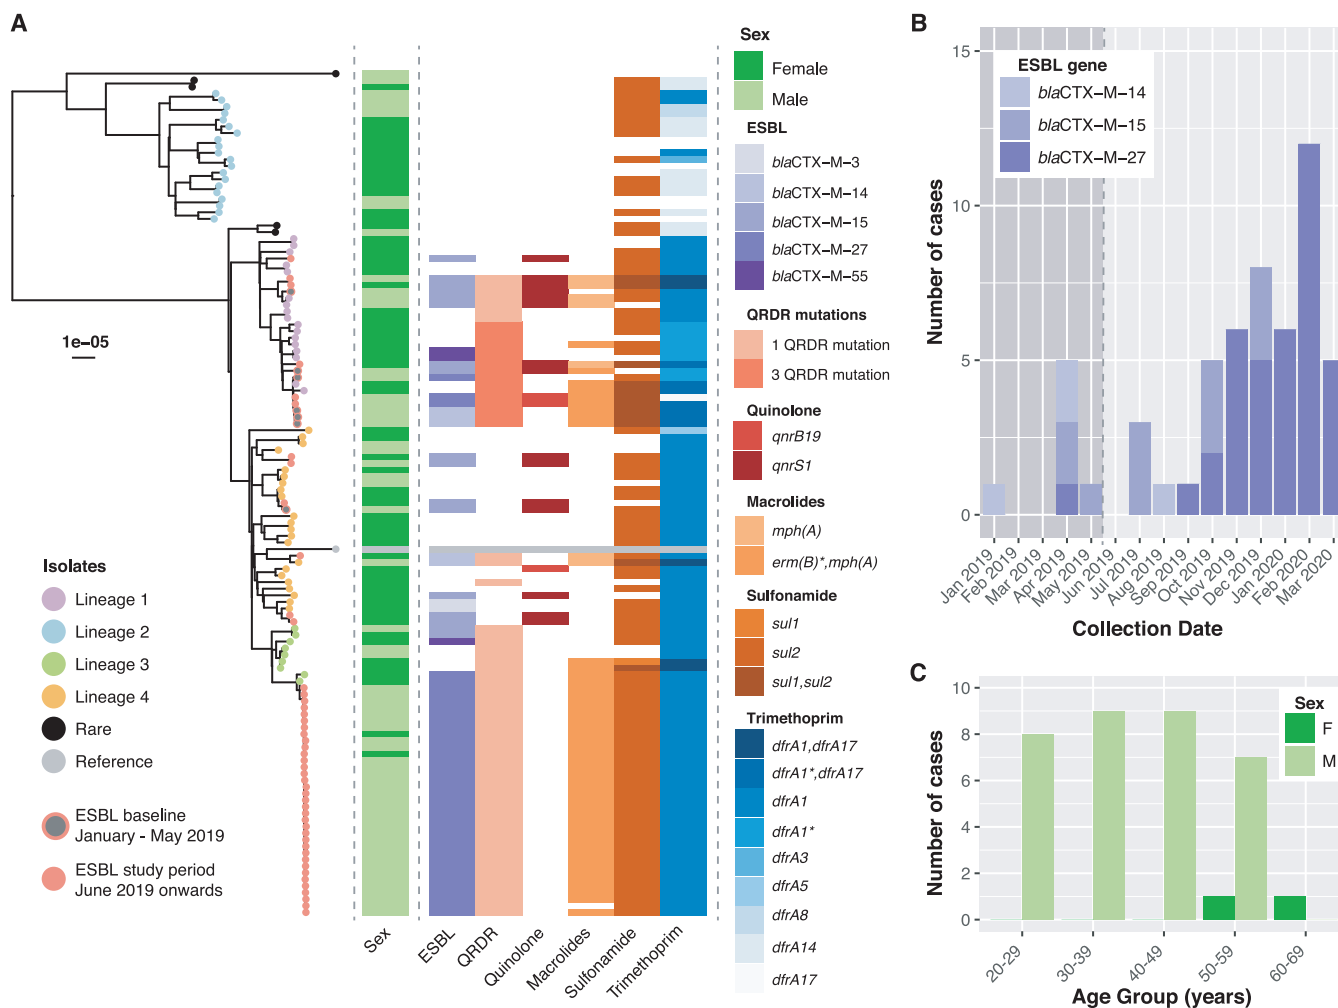 A
1e−05
Isolates
Lineage 1
Lineage 2
Lineage 3
Lineage 4
Rare
Reference
ESBL baseline
January - May 2019
ESBL study period
June 2019 onwards
Sex
ESBL
QRDR
Quinolone
Macrolides
Sulfonamide
Trimethoprim
Sex
Female
Male
ESBL
blaCTX−M−3
blaCTX−M−14
blaCTX−M−15
blaCTX−M−27
blaCTX−M−55
QRDR mutations
1 QRDR mutation
3 QRDR mutation
Quinolone
qnrB19
qnrS1
Macrolides
mph(A)
erm(B)*,mph(A)
Sulfonamide
sul1
sul2
sul1,sul2
Trimethoprim
dfrA1,dfrA17
dfrA1*,dfrA17
dfrA1
dfrA1*
dfrA3
dfrA5
dfrA8
dfrA14
dfrA17
B
15
10
5
0
Number of cases
ESBL gene
blaCTX−M−14
blaCTX−M−15
blaCTX−M−27
Jan 2019
Feb 2019
Mar 2019
Apr 2019
May 2019
Jun 2019
Jul 2019
Aug 2019
Sep 2019
Oct 2019
Nov 2019
Dec 2019
Jan 2020
Feb 2020
Mar 2020
Collection Date
C
10
8
6
4
2
0
Number of cases
Sex
F
M
20-29
30-39
40-49
50-59
60-69
Age Group (years)